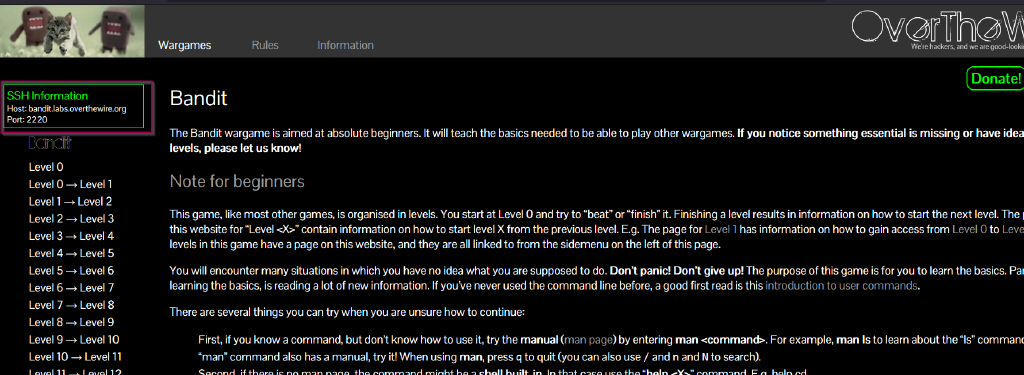 Wargames Rules Information
OverTheW
We're hackers, and we are good-looki
Donate!
SSH Information
Host: bandit.labs.overthewire.org
Port: 2220
Bandit
Level 0
Level 0 → Level 1
Level 1 → Level 2
Level 2 → Level 3
Level 3 → Level 4
Level 4 → Level 5
Level 5 → Level 6
Level 6 → Level 7
Level 7 → Level 8
Level 8 → Level 9
Level 9 → Level 10
Level 10 → Level 11
Level 11 → Level 12
Bandit
The Bandit wargame is aimed at absolute beginners. It will teach the basics needed to be able to play other wargames. If you notice something essential is missing or have idea
levels, please let us know!
Note for beginners
This game, like most other games, is organised in levels. You start at Level 0 and try to “beat” or “finish” it. Finishing a level results in information on how to start the next level. The p
this website for “Level <X>” contain information on how to start level X from the previous level. E.g. The page for Level 1 has information on how to gain access from Level 0 to Leve
levels in this game have a page on this website, and they are all linked to from the sidemenu on the left of this page.
You will encounter many situations in which you have no idea what you are supposed to do. Don't panic! Don't give up! The purpose of this game is for you to learn the basics. Par
learning the basics, is reading a lot of new information. If you've never used the command line before, a good first read is this introduction to user commands.
There are several things you can try when you are unsure how to continue:
First, if you know a command, but don't know how to use it, try the manual (man page) by entering man <command>. For example, man ls to learn about the “ls” command
“man” command also has a manual, try it! When using man, press q to quit (you can also use / and n and N to search).
Second, if there is no man page, the command might be a shell built-in. In that case use the “help <X>” command. E.g. help cd